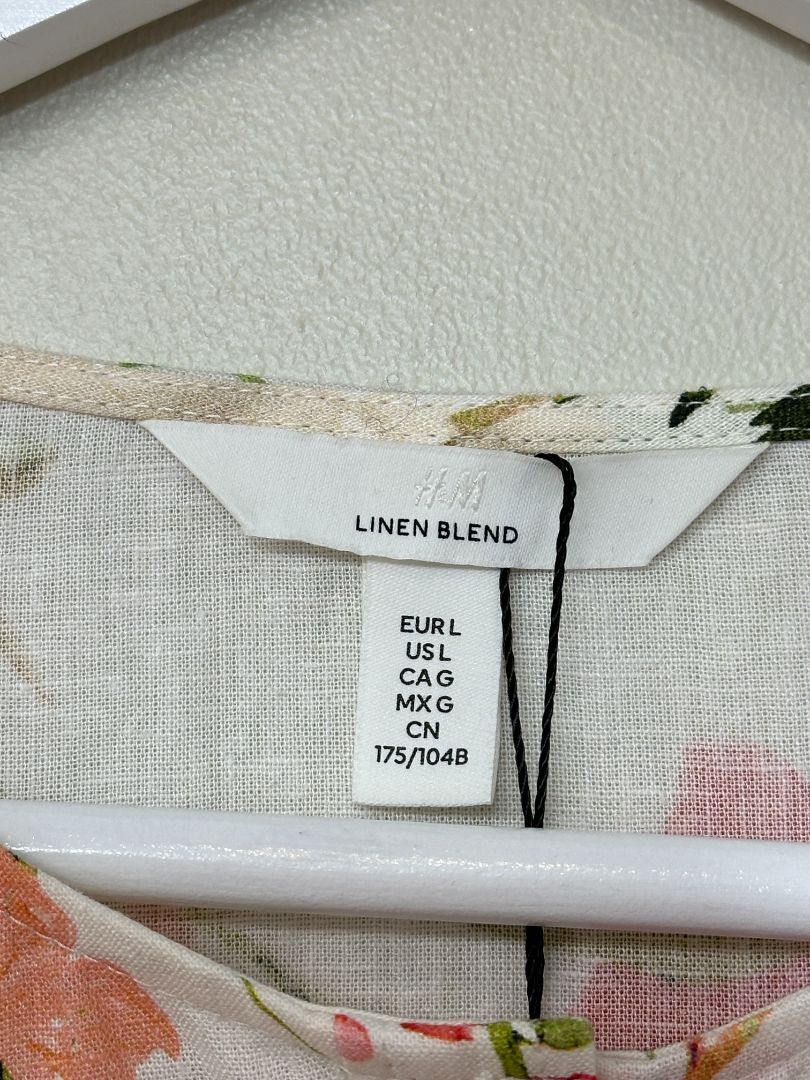 H&M
LINEN BLEND
EUR L
US L
CA G
MX G
CN
175/104B